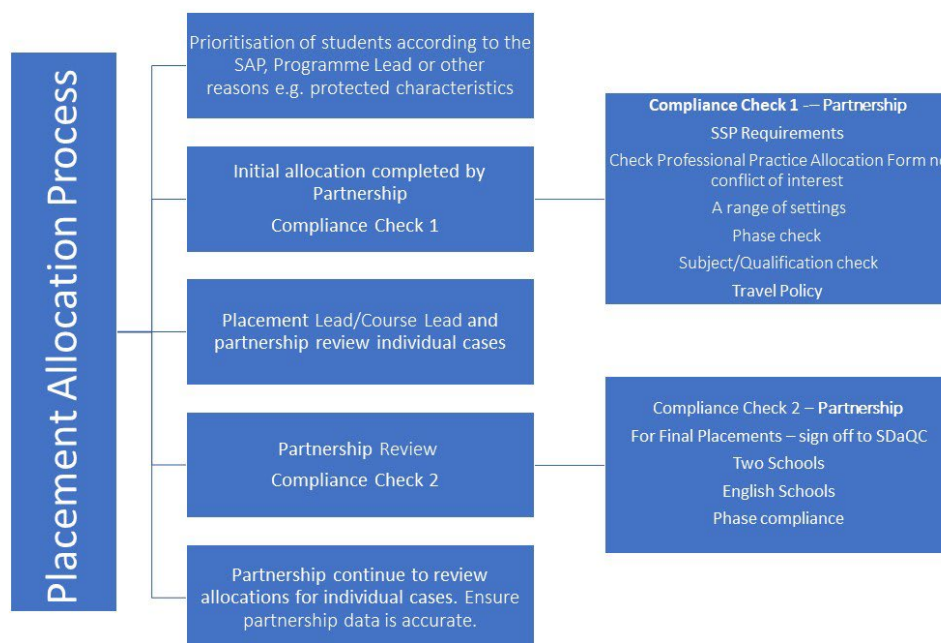 Placement Allocation Process
Prioritisation of students according to the
SAP, Programme Lead or other
reasons e.g. protected characteristics
Initial allocation completed by
Partnership
Compliance Check 1
Placement Lead/Course Lead and
partnership review individual cases
Partnership Review
Compliance Check 2
Partnership continue to review
allocations for individual cases. Ensure
partnership data is accurate.
Compliance Check 1 -– Partnership
SSP Requirements
Check Professional Practice Allocation Form
conflict of interest
A range of settings
Phase check
Subject/Qualification check
Travel Policy
Compliance Check 2 – Partnership
For Final Placements – sign off to SDaQC
Two Schools
English Schools
Phase compliance